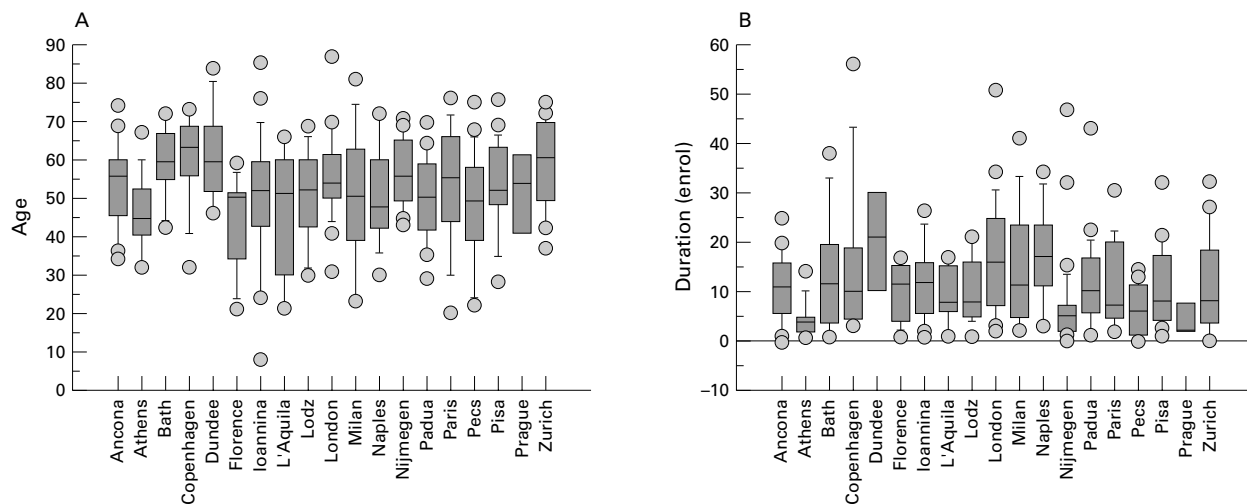 A
90
80
70
60
50
40
30
20
10
0
Age
Ancona
Athens
Bath
Copenhagen
Dundee
Florence
Ioannina
L'Aquila
Lodz
London
Milan
Naples
Nijmegen
Padua
Paris
Pecs
Pisa
Prague
Zurich
B
60
50
40
30
20
10
0
–10
Duration (enrol)
Ancona
Athens
Bath
Copenhagen
Dundee
Florence
Ioannina
L'Aquila
Lodz
London
Milan
Naples
Nijmegen
Padua
Paris
Pecs
Pisa
Prague
Zurich